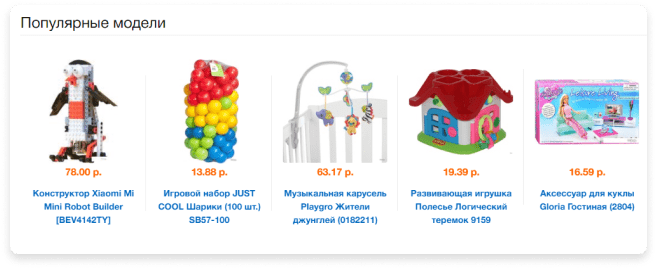 Популярные модели
78.00 р.
Конструктор Xiaomi Mi
Mini Robot Builder
[BEV4142TY]
13.88 р.
Игровой набор JUST
COOL Шарики (100 шт.)
SB57-100
63.17 р.
Музыкальная карусель
Playgro Жители
джунглей (0182211)
19.39 р.
Развивающая игрушка
Полесье Логический
теремок 9159
16.59 р.
Аксессуар для куклы
Gloria Гостиная (2804)